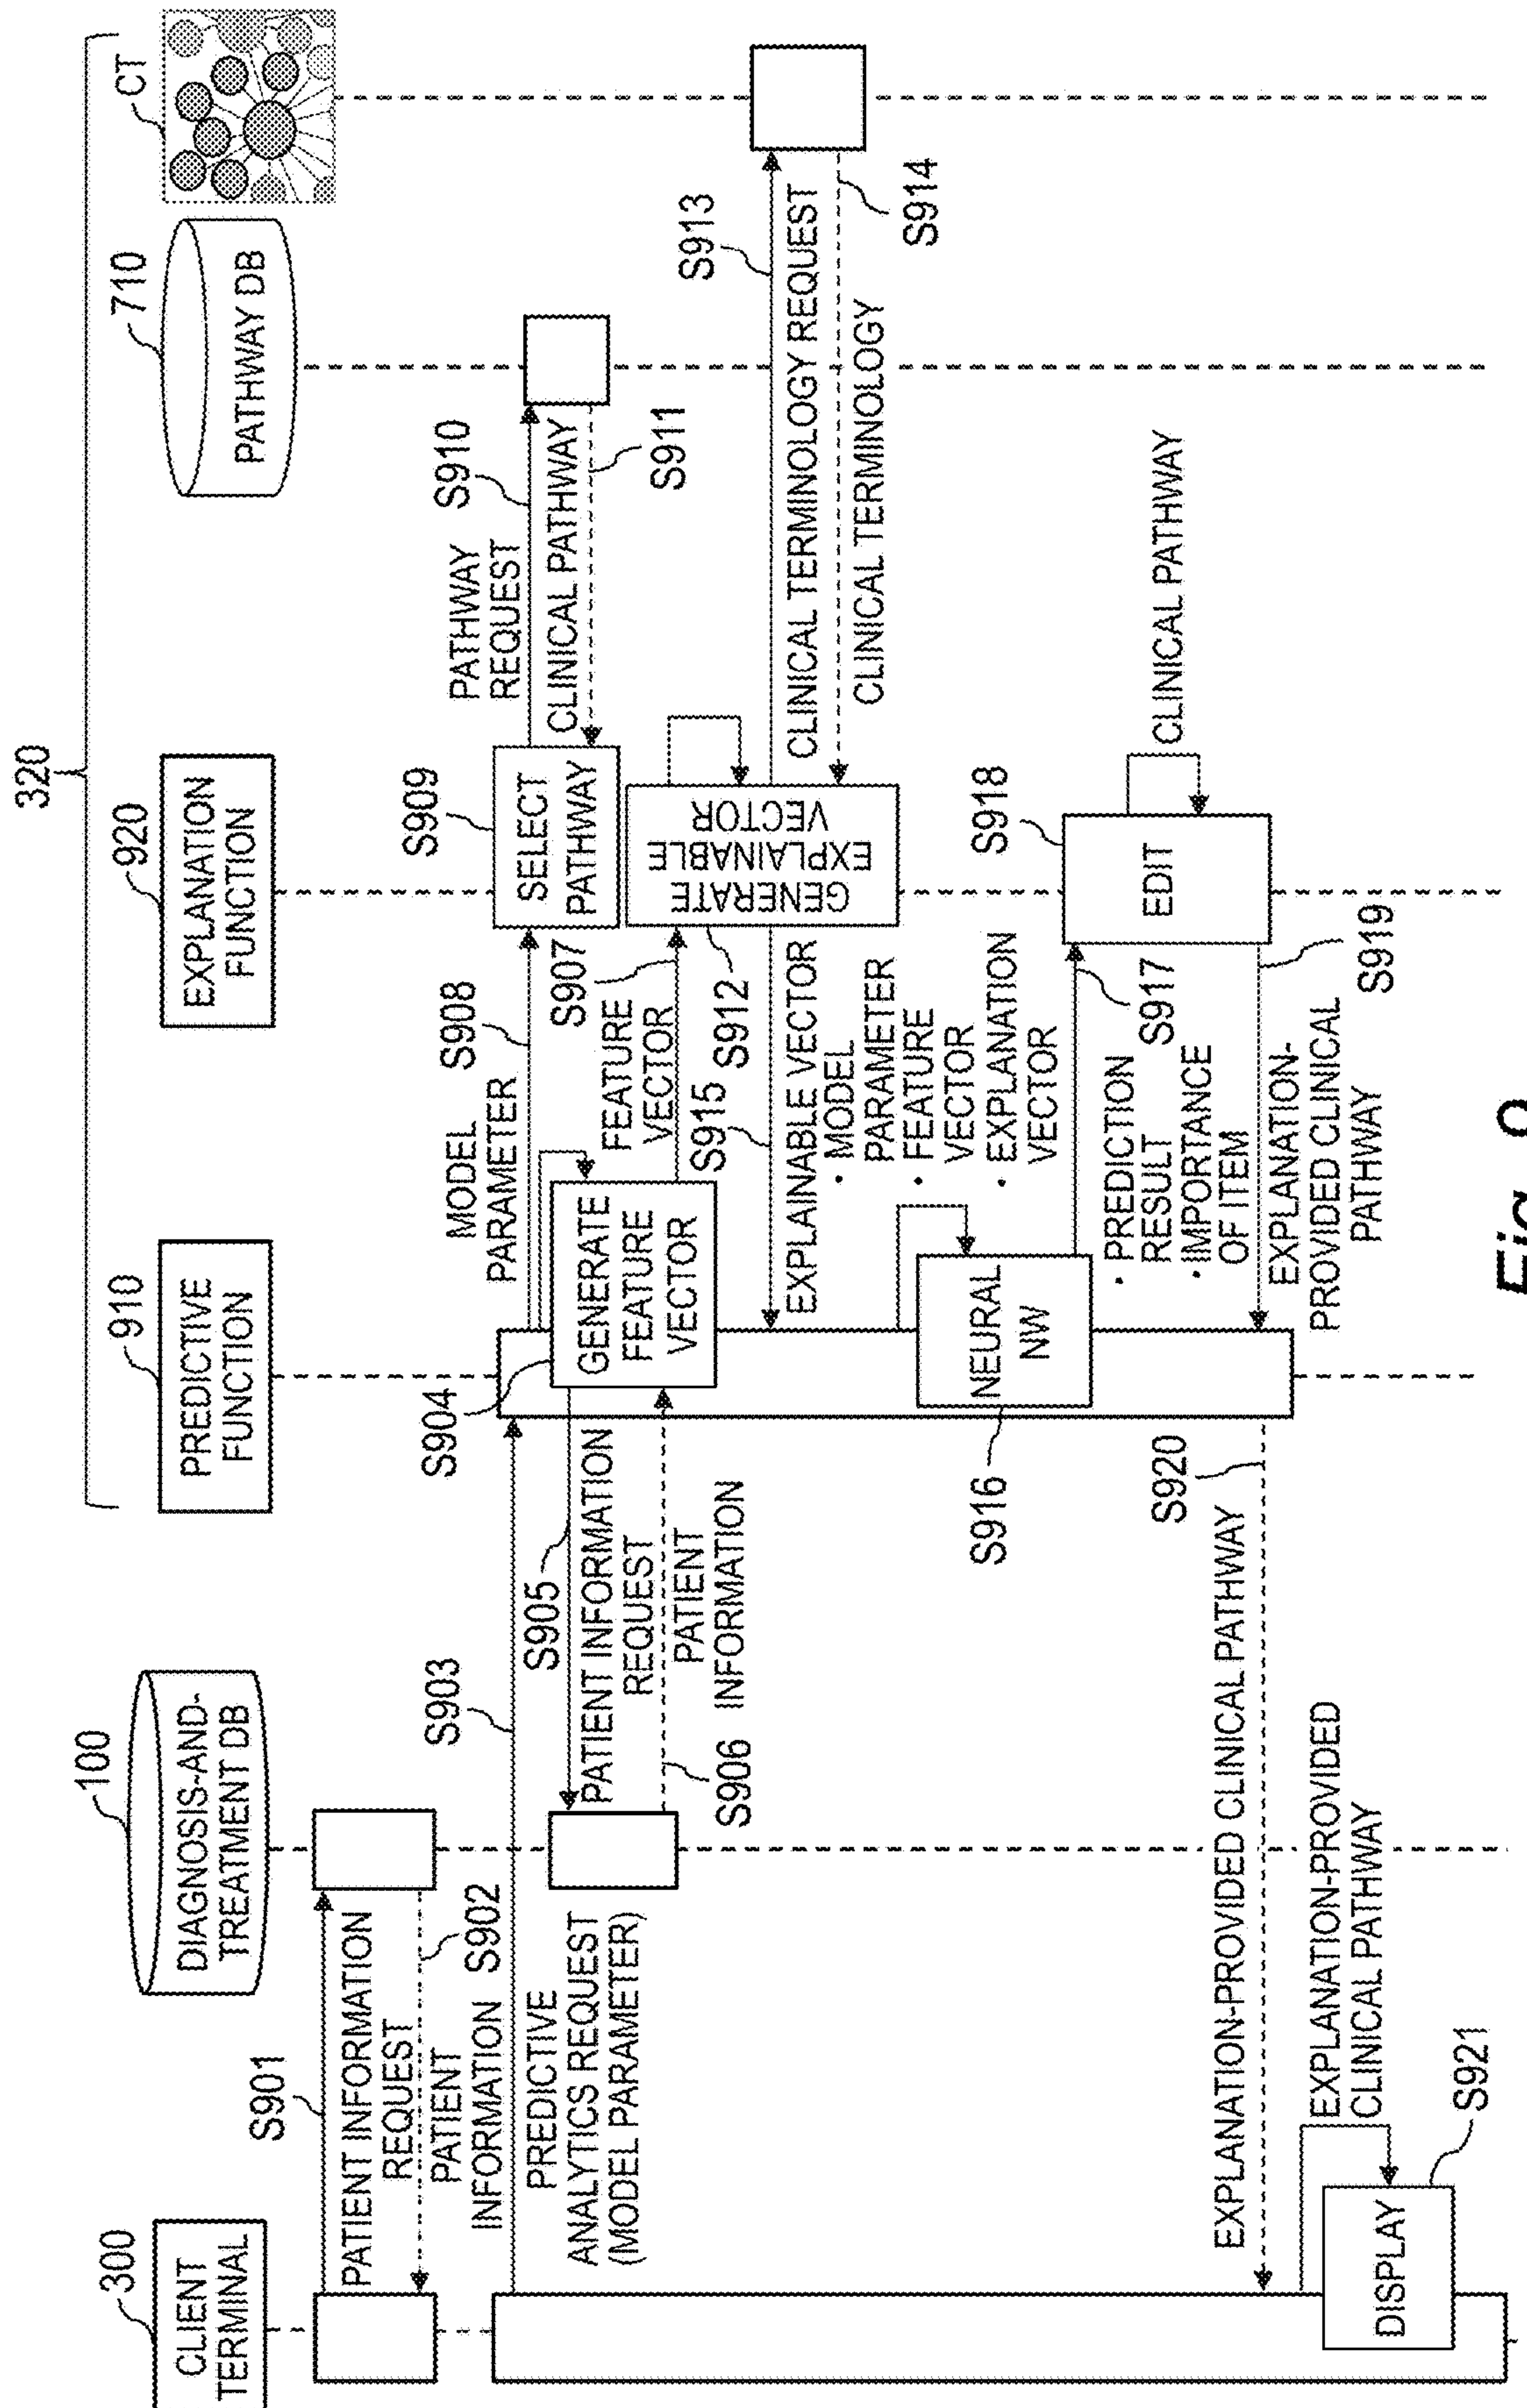 320
300
CLIENT
TERMINAL
100
DIAGNOSIS-AND-
TREATMENT DB
910
PREDICTIVE
FUNCTION
920
EXPLANATION
FUNCTION
710
PATHWAY DB
CT
S901
PATIENT INFORMATION
REQUEST
PATIENT
INFORMATION
S902
S903
PREDICTIVE
ANALYTICS REQUEST
(MODEL PARAMETER)
S904
GENERATE
FEATURE
VECTOR
S905
PATIENT INFORMATION
REQUEST
PATIENT
INFORMATION
S906
MODEL
PARAMETER
S908
S909
SELECT
PATHWAY
PATHWAY
REQUEST
S910
CLINICAL PATHWAY
S911
S907
FEATURE
VECTOR
S912
GENERATE
EXPLAINABLE
VECTOR
S913
CLINICAL TERMINOLOGY REQUEST
S914
CLINICAL TERMINOLOGY
S915
EXPLAINABLE VECTOR
· MODEL
PARAMETER
· FEATURE
VECTOR
· EXPLANATION
VECTOR
NEURAL
NW
S916
S917
· PREDICTION
RESULT
· IMPORTANCE
OF ITEM
S918
EDIT
CLINICAL PATHWAY
S919
EXPLANATION-
PROVIDED CLINICAL
PATHWAY
S920
EXPLANATION-PROVIDED CLINICAL PATHWAY
EXPLANATION-PROVIDED
CLINICAL PATHWAY
DISPLAY
S921
Fig. 9